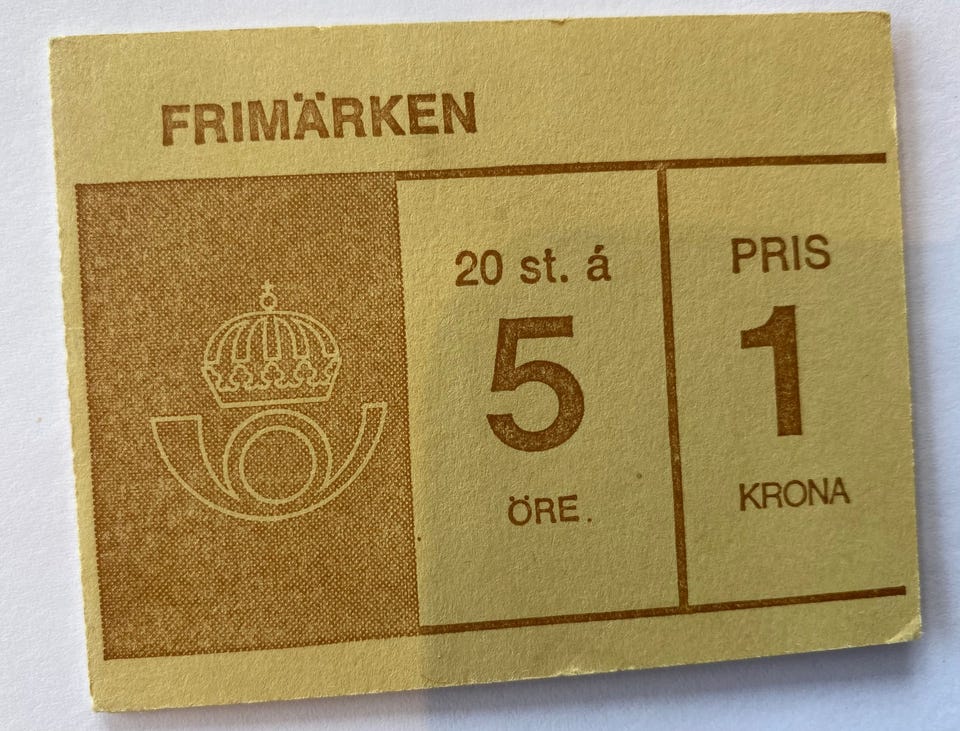 FRIMÄRKEN
20 st. á
5
ÖRE.
PRIS
1
KRONA